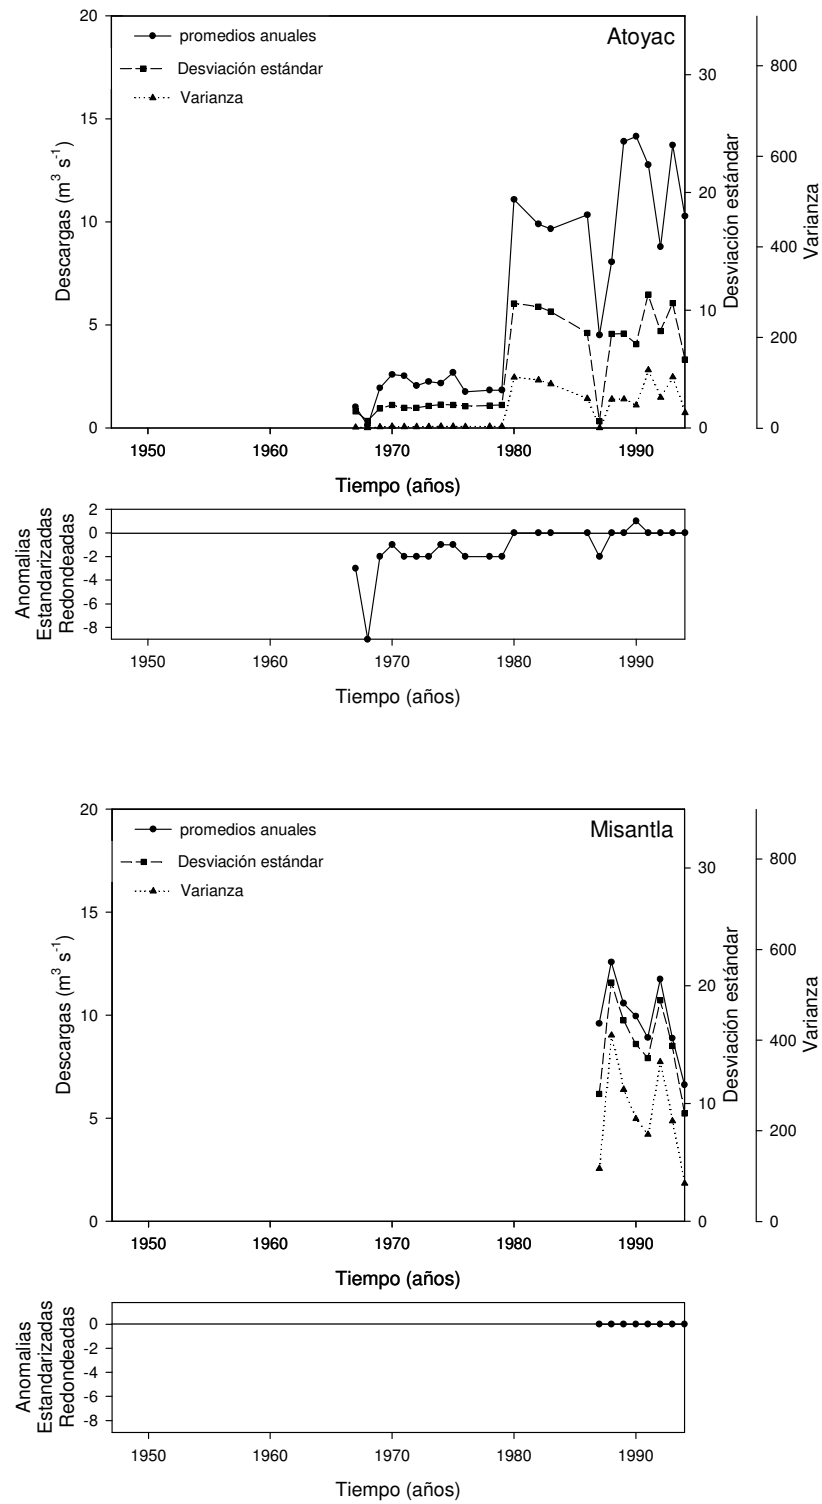 Atoyac
promedios anuales
Desviación estándar
Varianza
20
15
10
5
0
Descargas (m³ s⁻¹)
30
20
10
0
Desviación estándar
800
600
400
200
0
Varianza
1950 1960 1970 1980 1990
Tiempo (años)
2
0
-2
-4
-6
-8
Anomalias
Estandarizadas
Redondeadas
1950 1960 1970 1980 1990
Tiempo (años)
Misantla
promedios anuales
Desviación estándar
Varianza
20
15
10
5
0
Descargas (m³ s⁻¹)
30
20
10
0
Desviación estándar
800
600
400
200
0
Varianza
1950 1960 1970 1980 1990
Tiempo (años)
0
-2
-4
-6
-8
Anomalias
Estandarizadas
Redondeadas
1950 1960 1970 1980 1990
Tiempo (años)